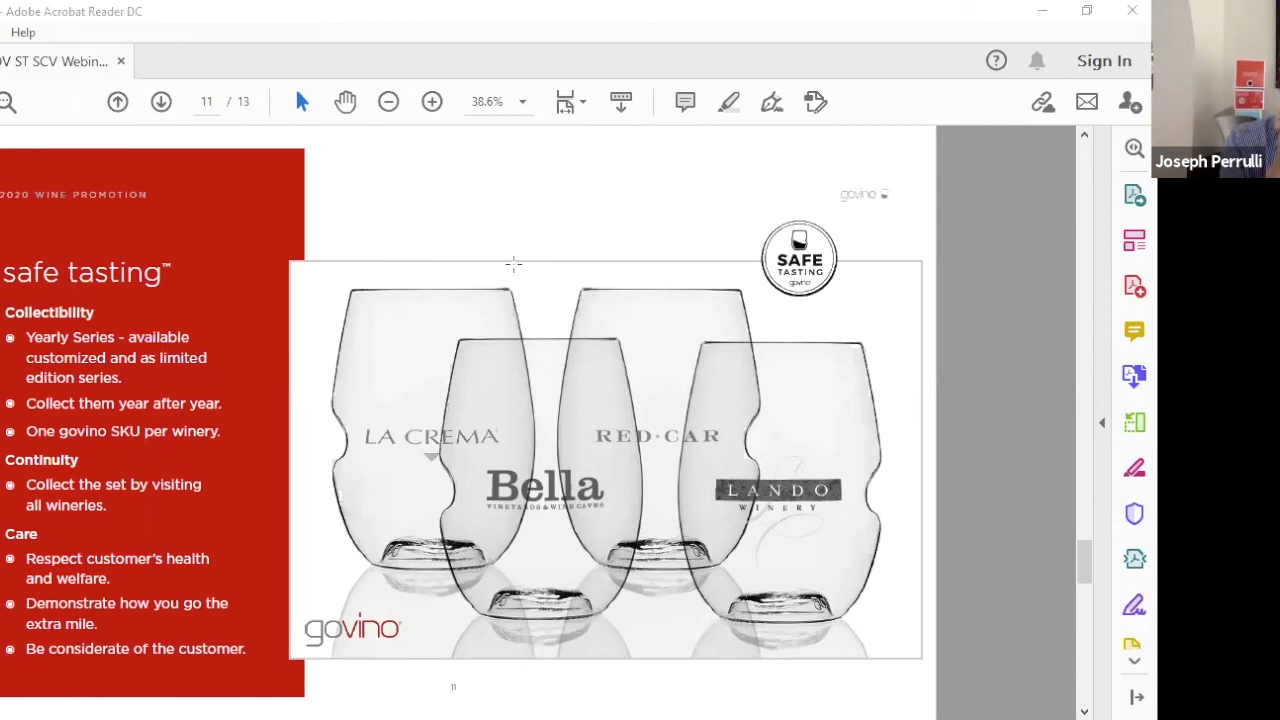 - Adobe Acrobat Reader DC
Help
OV ST SCV Webin... ×
Sign In
11 / 13
38.6%
Joseph Perrulli
2020 WINE PROMOTION
govino
safe tasting™
SAFE
TASTING
govino
Collectibility
Yearly Series - available
customized and as limited
edition series.
Collect them year after year.
One govino SKU per winery.
Continuity
Collect the set by visiting
all wineries.
Care
Respect customer's health
and welfare.
Demonstrate how you go the
extra mile.
Be considerate of the customer.
LA CREMA
RED·CAR
Bella
VINEYARDS & WINE CAVES
LANDO
WINERY
govino
11